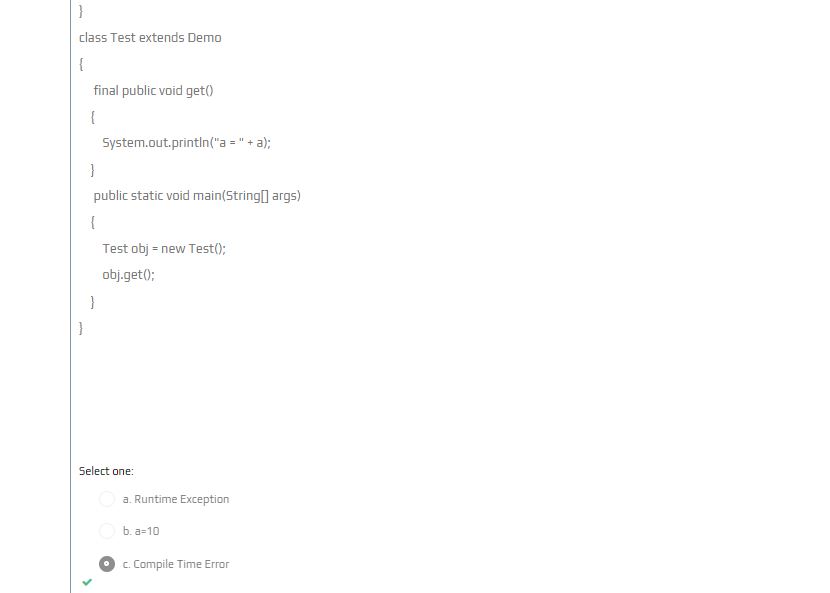 }
class Test extends Demo
{
final public void get()
{
System.out.println("a = " + a);
}
public static void main(String[] args)
{
Test obj = new Test();
obj.get();
}
}
Select one:
a. Runtime Exception
b. a=10
c. Compile Time Error